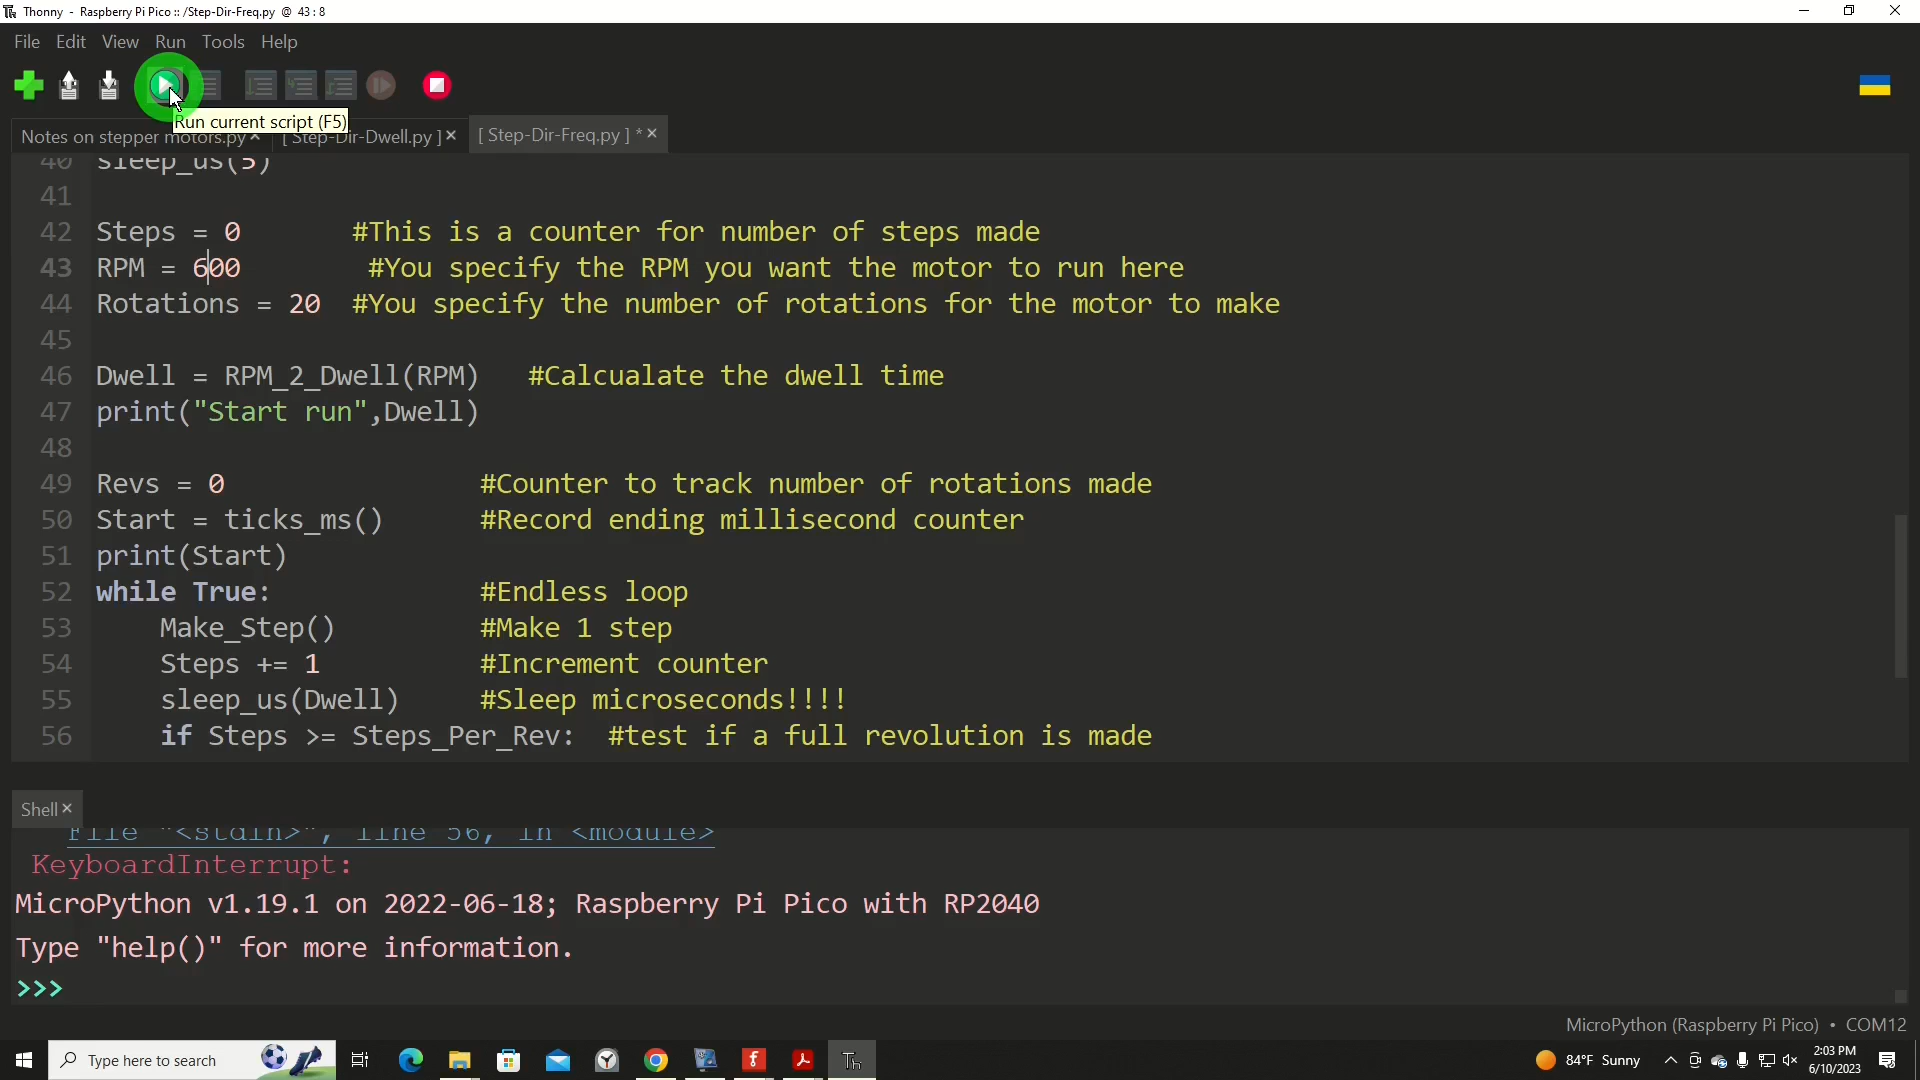 Thonny - Raspberry Pi Pico :: /Step-Dir-Freq.py @ 43 : 8
File Edit View Run Tools Help
Run current script (F5)
Notes on stepper motors.py × [ Step-Dir-Dwell.py ] × [ Step-Dir-Freq.py ] * ×
40 sleep_us(5)
41
42 Steps = 0 #This is a counter for number of steps made
43 RPM = 600 #You specify the RPM you want the motor to run here
44 Rotations = 20 #You specify the number of rotations for the motor to make
45
46 Dwell = RPM_2_Dwell(RPM) #Calcualate the dwell time
47 print("Start run",Dwell)
48
49 Revs = 0 #Counter to track number of rotations made
50 Start = ticks_ms() #Record ending millisecond counter
51 print(Start)
52 while True: #Endless loop
53 Make_Step() #Make 1 step
54 Steps += 1 #Increment counter
55 sleep_us(Dwell) #Sleep microseconds!!!!
56 if Steps >= Steps_Per_Rev: #test if a full revolution is made
Shell ×
File "<stdin>", line 56, in <module>
KeyboardInterrupt:
MicroPython v1.19.1 on 2022-06-18; Raspberry Pi Pico with RP2040
Type "help()" for more information.
>>>
MicroPython (Raspberry Pi Pico) • COM12
Type here to search
84°F Sunny
2:03 PM
6/10/2023